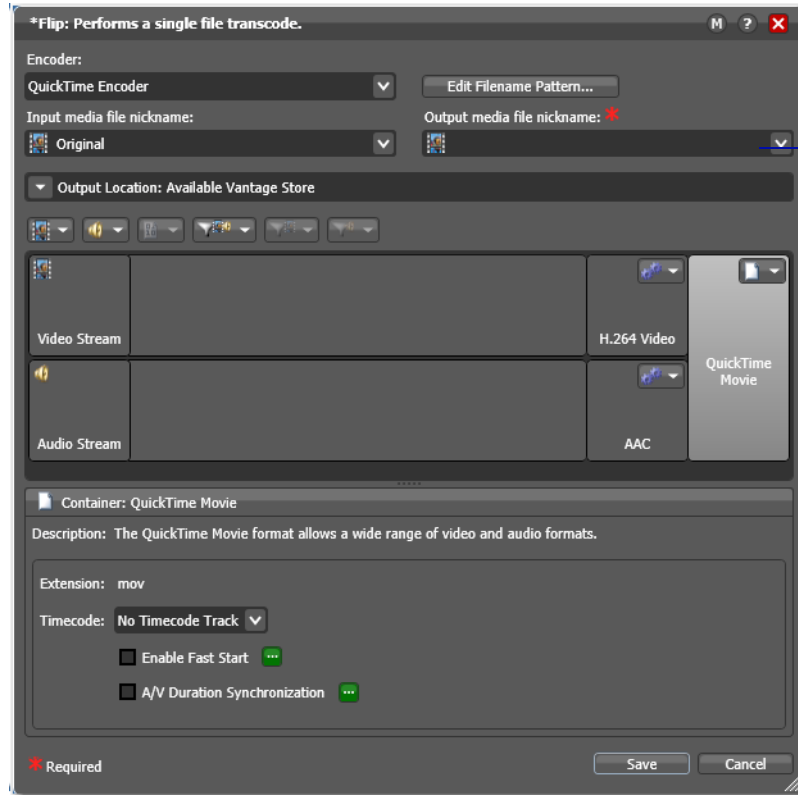 *Flip: Performs a single file transcode.
M ?
Encoder:
QuickTime Encoder
Edit Filename Pattern...
Input media file nickname:
Output media file nickname: *
Original
Output Location: Available Vantage Store
Video Stream
H.264 Video
QuickTime
Movie
Audio Stream
AAC
Container: QuickTime Movie
Description: The QuickTime Movie format allows a wide range of video and audio formats.
Extension: mov
Timecode: No Timecode Track
Enable Fast Start ...
A/V Duration Synchronization ...
* Required
Save
Cancel